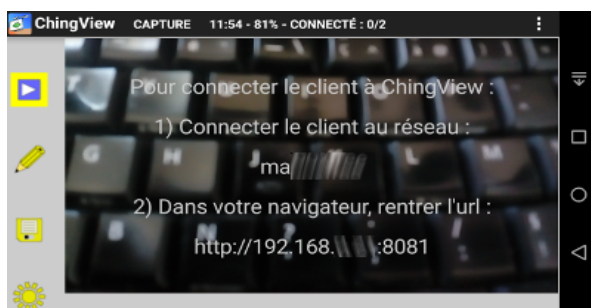 ChingView CAPTURE 11:54 - 81% - CONNECTÉ : 0/2
Pour connecter le client à ChingView :
1) Connecter le client au réseau :
ma
2) Dans votre navigateur, rentrer l'url :
http://192.168. :8081
G H J L M
B N